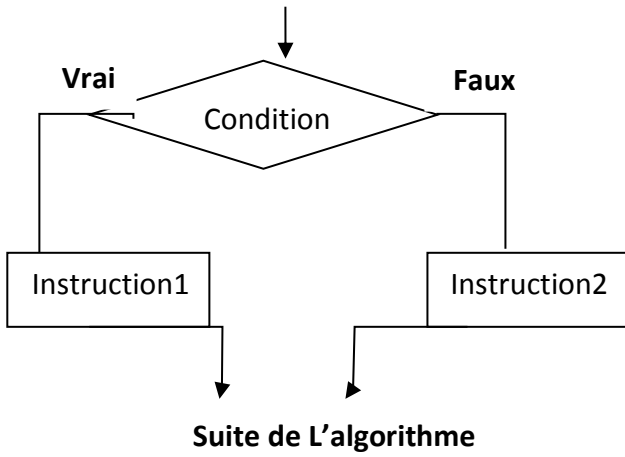 Vrai
Faux
Condition
Instruction1
Instruction2
Suite de L’algorithme